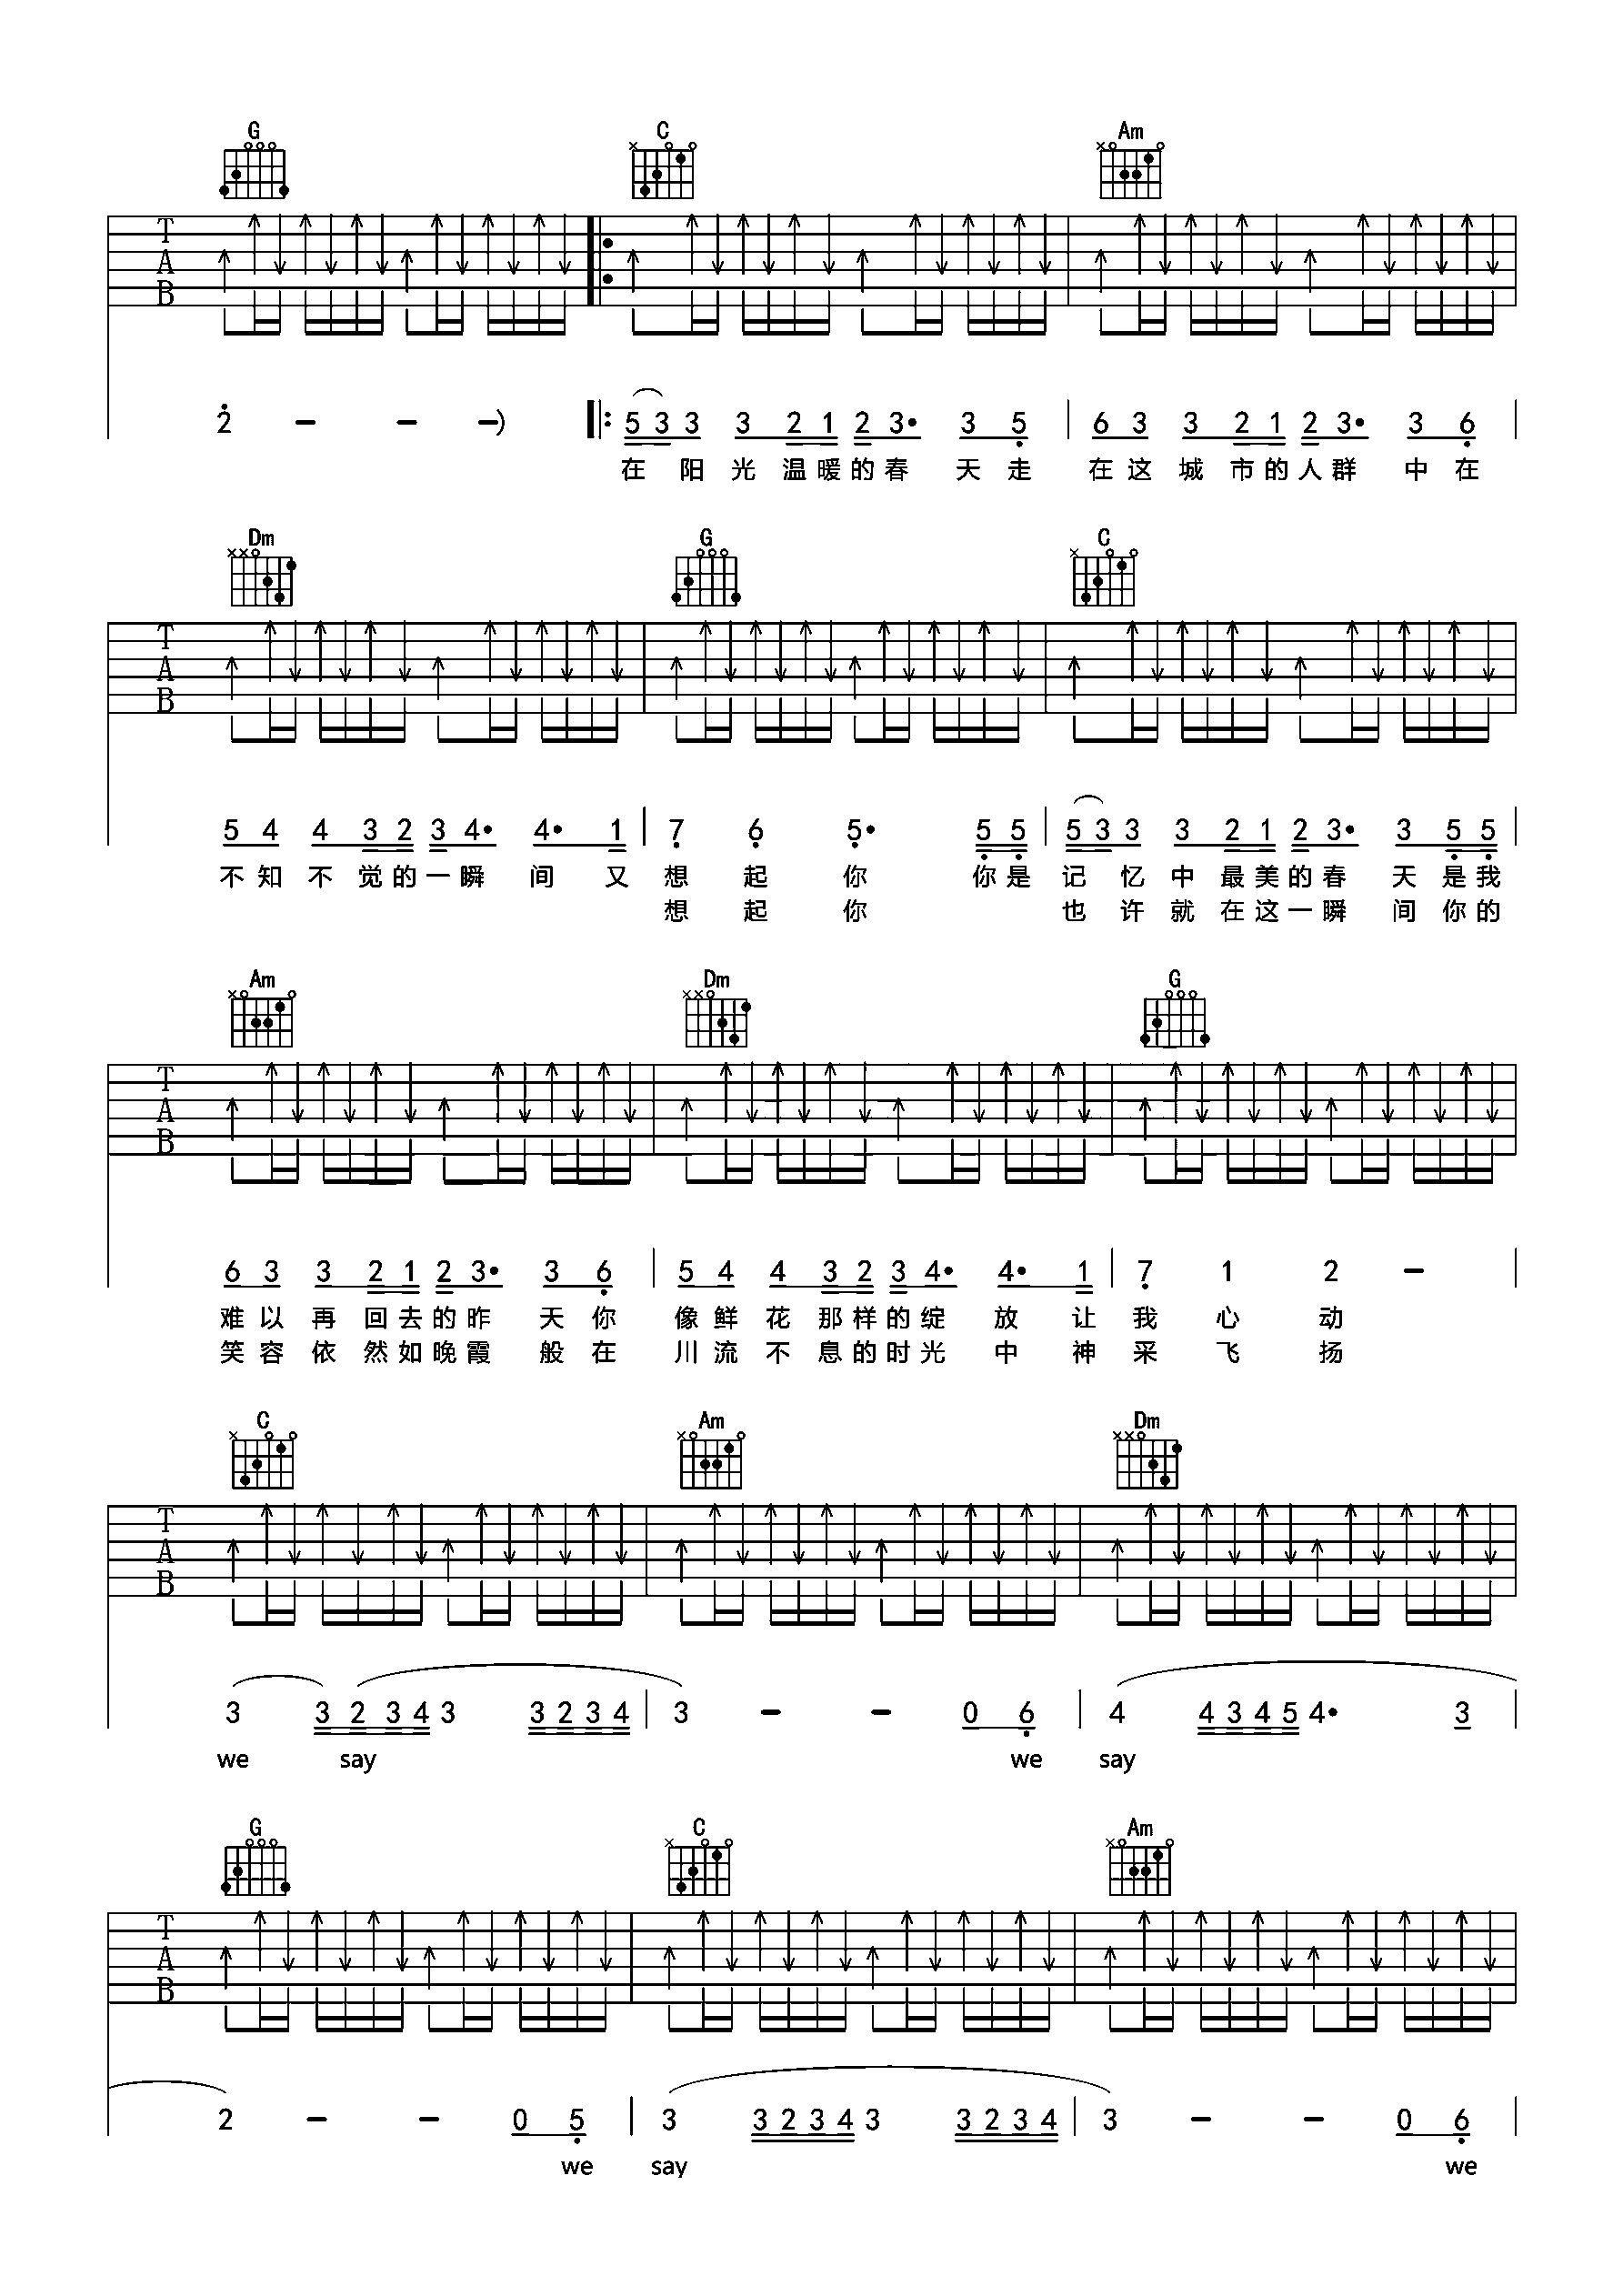 G C Am
T
A
B
2 - - -) 5 3 3 3 2 1 2 3· 3 5 6 3 3 2 1 2 3· 3 6
在 阳 光 温 暖 的 春 天 走 在 这 城 市 的 人 群 中 在
Dm G C
T
A
B
5 4 4 3 2 3 4· 4· 1 7 6 5· 5 5 5 3 3 3 2 1 2 3· 3 5 5
不 知 不 觉 的 一 瞬 间 又 想 起 你 你 是 记 忆 中 最 美 的 春 天 是 我
想 起 你 也 许 就 在 这 一 瞬 间 你 的
Am Dm G
T
A
B
6 3 3 2 1 2 3· 3 6 5 4 4 3 2 3 4· 4· 1 7 1 2 -
难 以 再 回 去 的 昨 天 你 像 鲜 花 那 样 的 绽 放 让 我 心 动
笑 容 依 然 如 晚 霞 般 在 川 流 不 息 的 时 光 中 神 采 飞 扬
C Am Dm
T
A
B
3 3 2 3 4 3 3 2 3 4 3 - - 0 6 4 4 3 4 5 4· 3
we say we say
G C Am
T
A
B
2 - - 0 5 3 3 2 3 4 3 3 2 3 4 3 - - 0 6
we say we